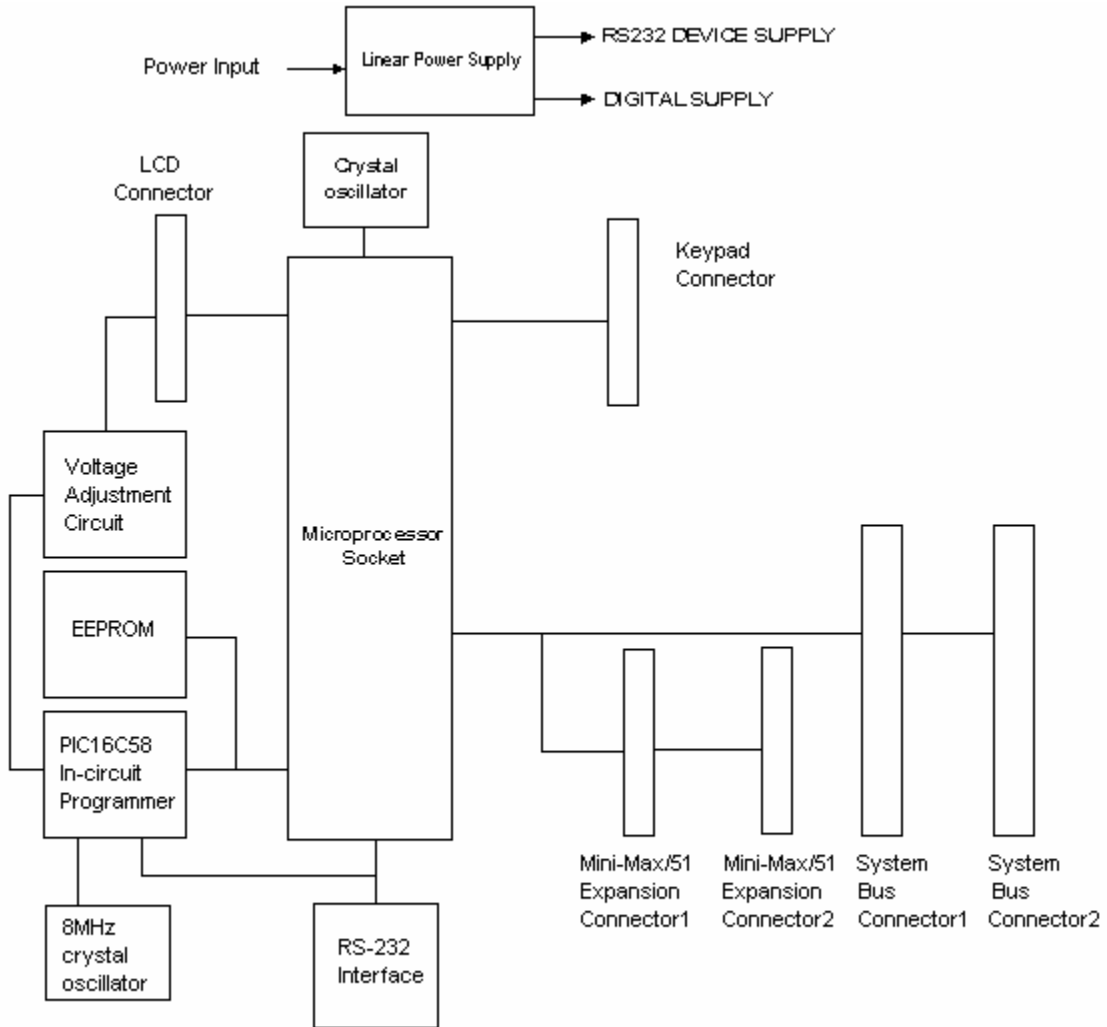 RS232 DEVICE SUPPLY
Power Input
Linear Power Supply
DIGITAL SUPPLY
LCD
Connector
Crystal
oscillator
Keypad
Connector
Voltage
Adjustment
Circuit
Microprocessor
Socket
EEPROM
PIC16C58
In-circuit
Programmer
Mini-Max/51
Expansion
Connector1
Mini-Max/51
Expansion
Connector2
System
Bus
Connector1
System
Bus
Connector2
8MHz
crystal
oscillator
RS-232
Interface